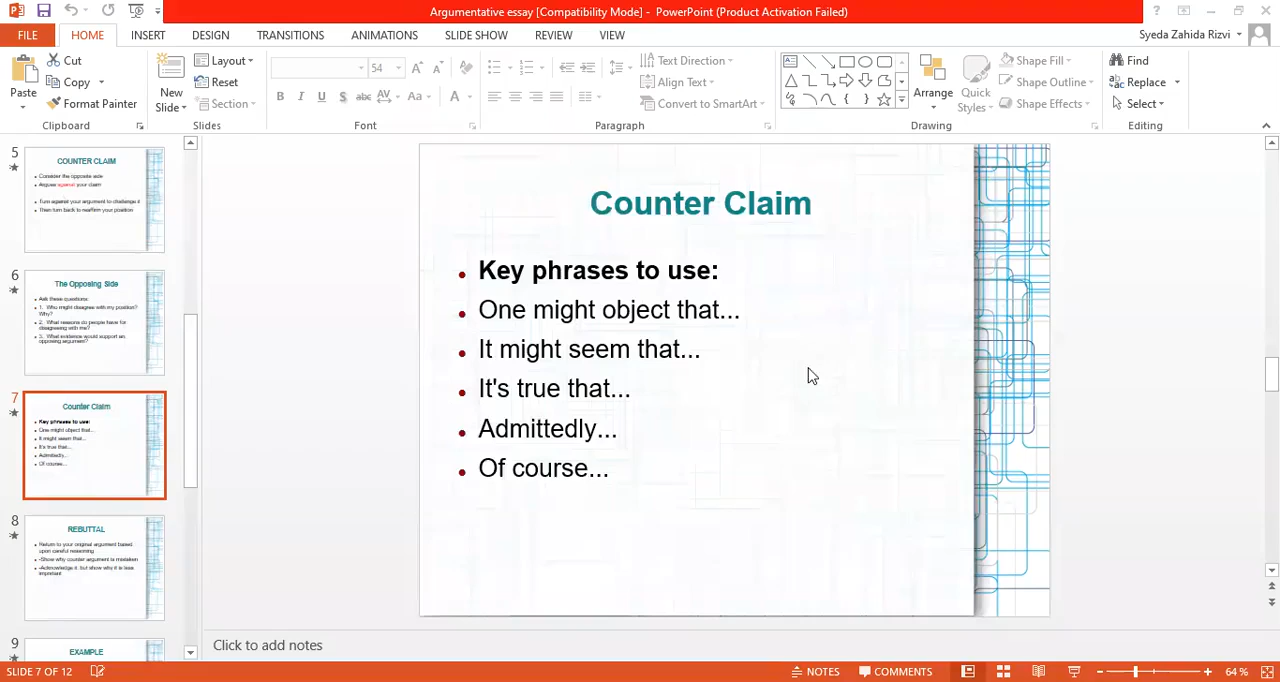 Argumentative essay [Compatibility Mode] - PowerPoint (Product Activation Failed)
FILE HOME INSERT DESIGN TRANSITIONS ANIMATIONS SLIDE SHOW REVIEW VIEW Syeda Zahida Rizvi
Paste
Cut
Copy
Format Painter
Clipboard
New
Slide
Layout
Reset
Section
Slides
54
Font
Text Direction
Align Text
Convert to SmartArt
Paragraph
Arrange
Quick
Styles
Shape Fill
Shape Outline
Shape Effects
Drawing
Find
Replace
Select
Editing
5
COUNTER CLAIM
Consider the opposite side
Argue against your claim
Turn against your argument to challenge it
Then turn back to reaffirm your position
6
The Opposing Side
Ask these questions:
1. Who might disagree with my position?
Why?
2. What reasons do people have for
disagreeing with me?
3. What evidence would support an
opposing argument?
7
Counter Claim
Key phrases to use:
One might object that...
It might seem that...
It's true that...
Admittedly...
Of course...
8
REBUTTAL
Return to your original argument based
upon careful reasoning
-Show why counter argument is mistaken
-Acknowledge it, but show why it is less
important
9
EXAMPLE
Counter Claim
Key phrases to use:
One might object that...
It might seem that...
It's true that...
Admittedly...
Of course...
Click to add notes
SLIDE 7 OF 12 NOTES COMMENTS 64 %